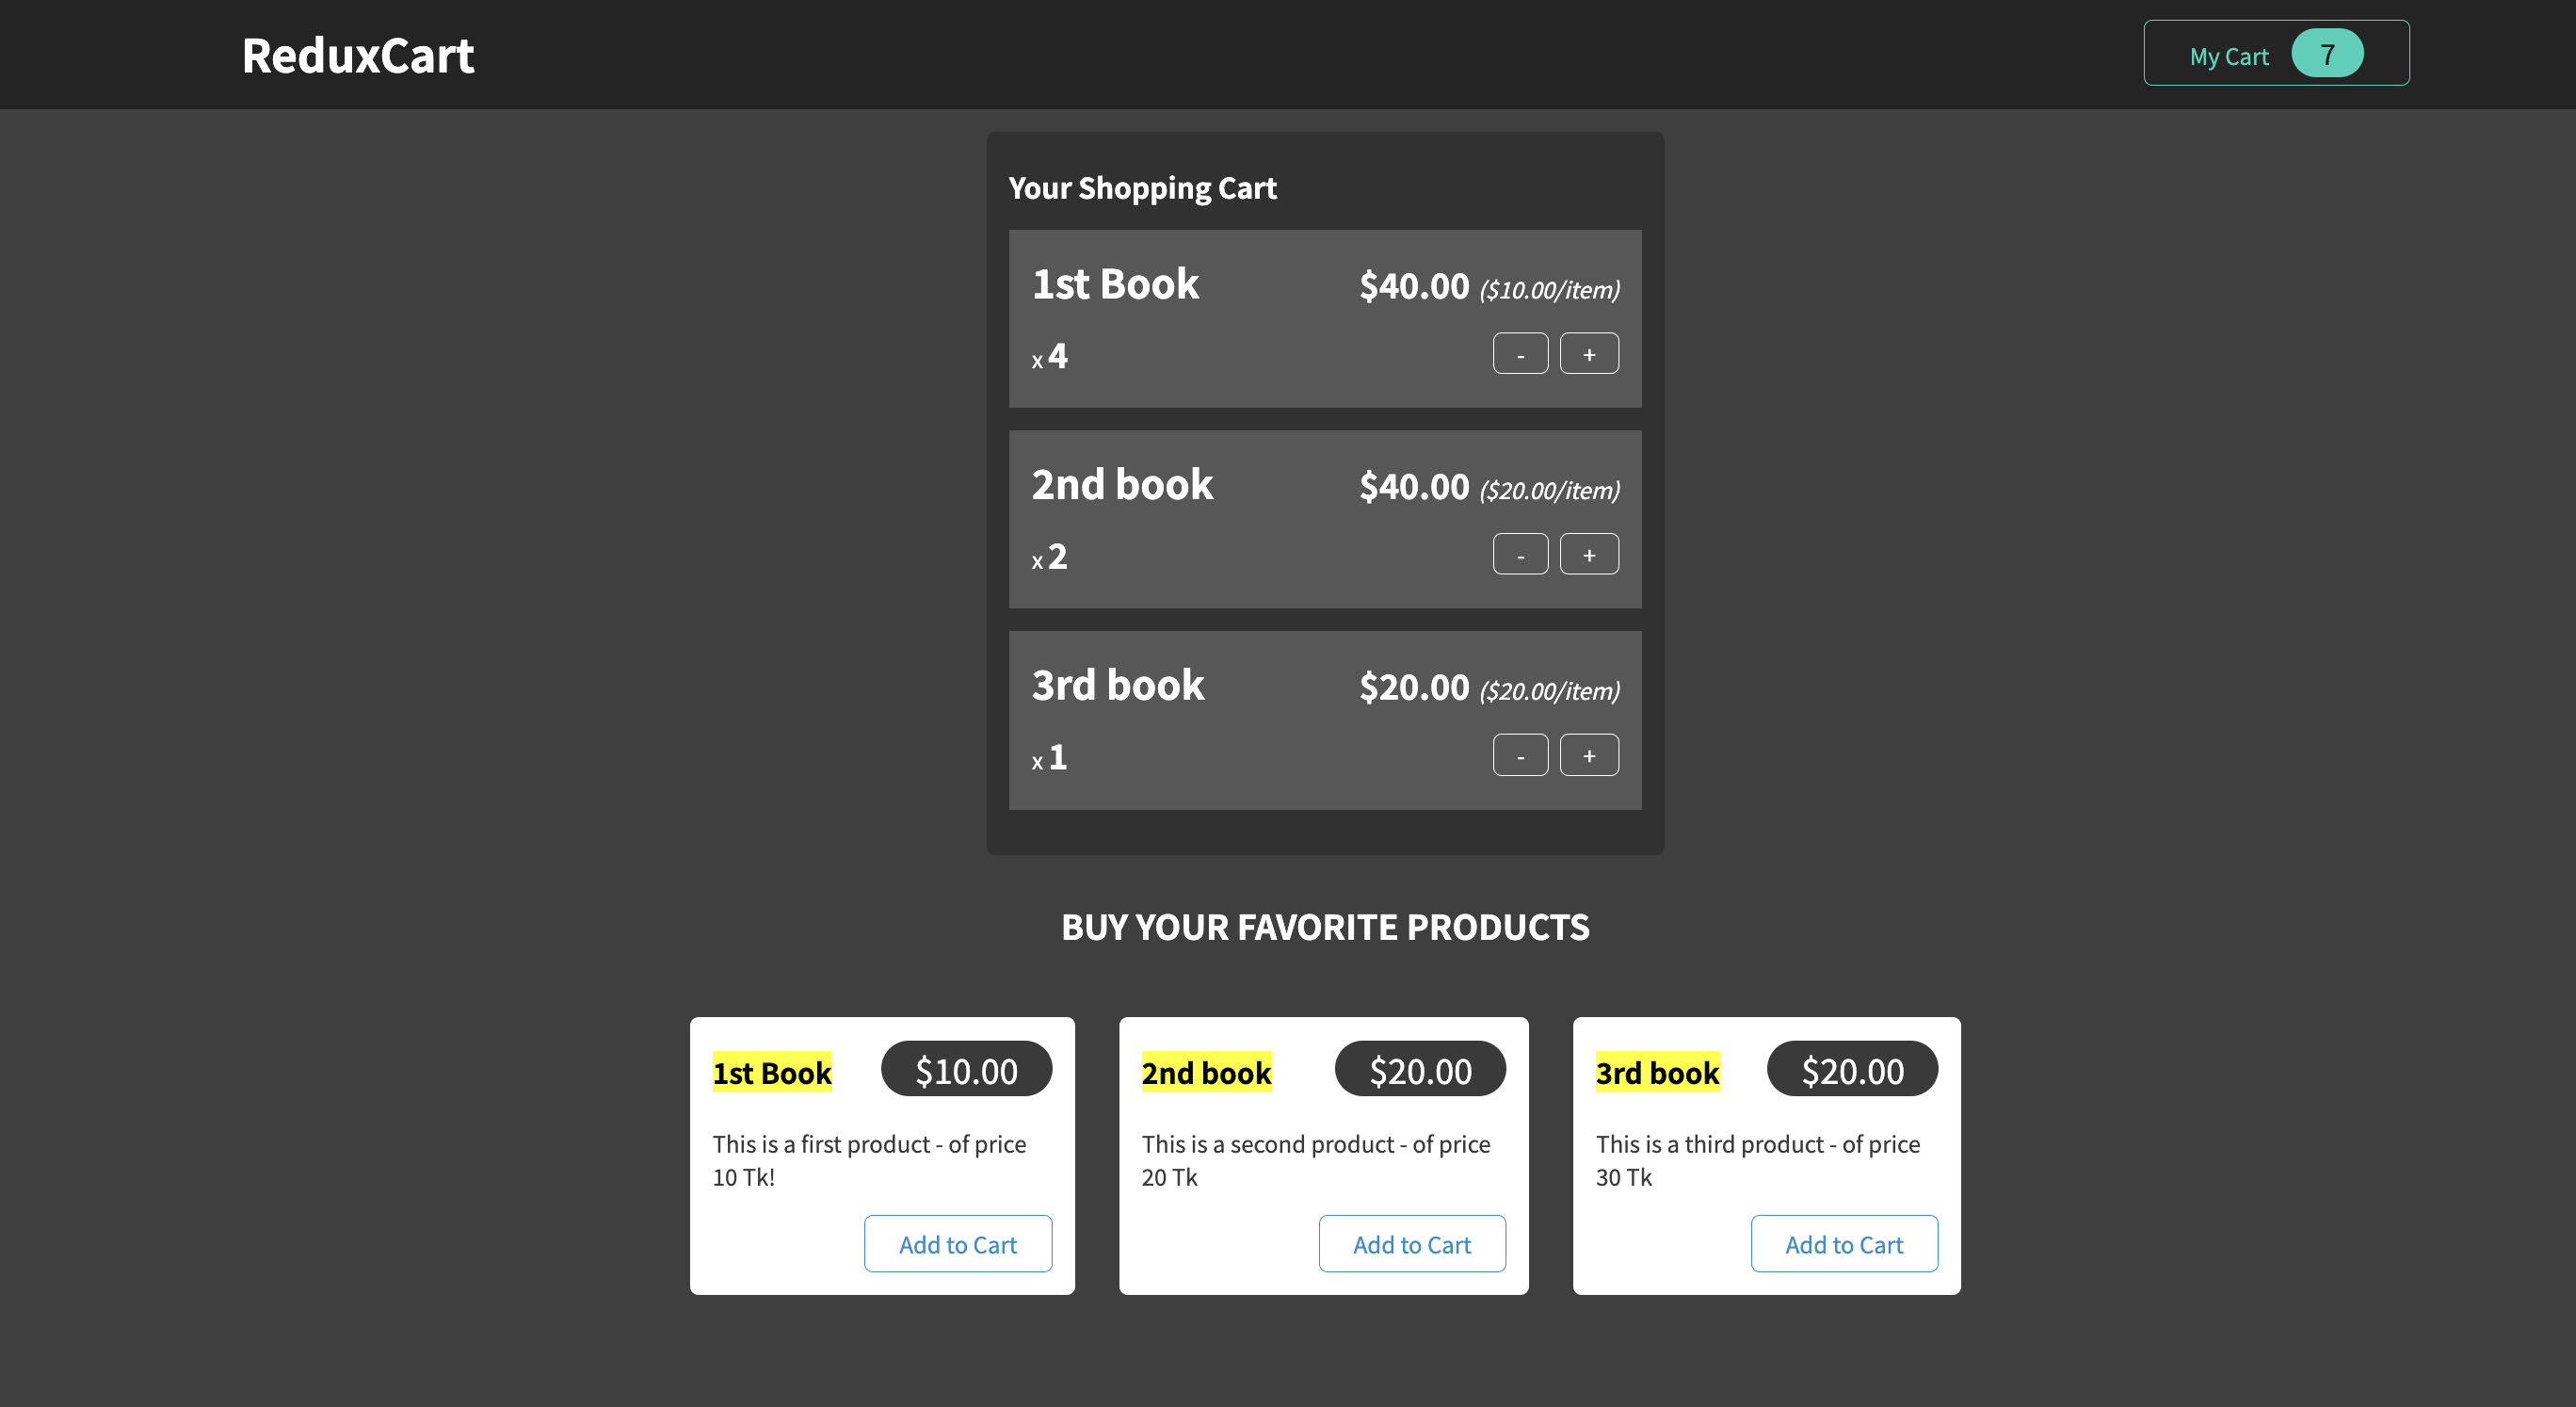 ReduxCart
My Cart 7
Your Shopping Cart
1st Book $40.00 ($10.00/item)
x 4 - +
2nd book $40.00 ($20.00/item)
x 2 - +
3rd book $20.00 ($20.00/item)
x 1 - +
BUY YOUR FAVORITE PRODUCTS
1st Book $10.00
This is a first product - of price
10 Tk!
Add to Cart
2nd book $20.00
This is a second product - of price
20 Tk
Add to Cart
3rd book $20.00
This is a third product - of price
30 Tk
Add to Cart